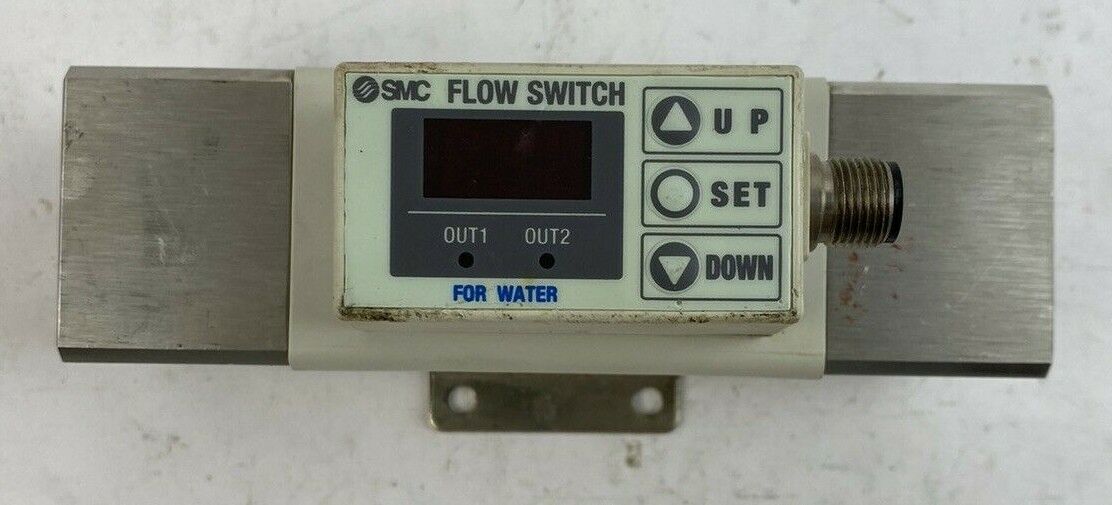 SMC FLOW SWITCH
UP
SET
DOWN
OUT1 OUT2
FOR WATER